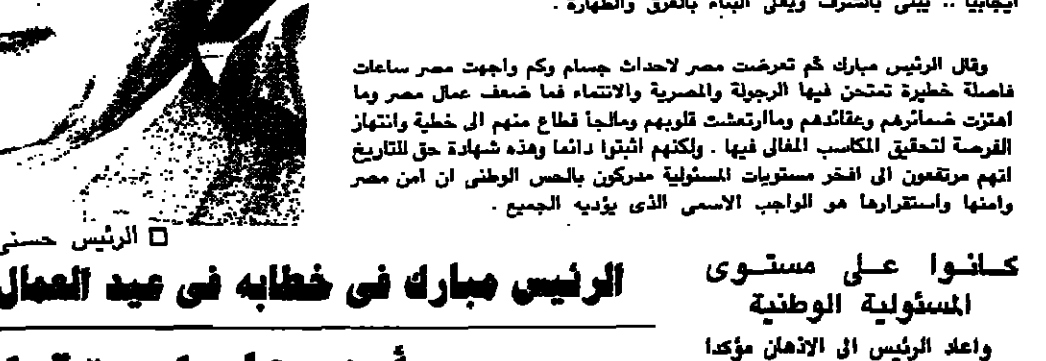 ايجابيا .. يبنى بالشرف ويعلى البناء بالعرق والطهارة .
وقال الرئيس مبارك كم تعرضت مصر لاحداث جسام وكم واجهت مصر ساعات
فاصلة خطيرة تمتحن فيها الرجولة والمصرية والانتماء فما ضعف عمال مصر وما
اهتزت ضمائرهم وعقائدهم وماارتعشت قلوبهم ومالجأ قطاع منهم الى خطية وانتهاز
الفرصة لتحقيق المكاسب المغالى فيها . ولكنهم اثبتوا دائما وهذه شهادة حق للتاريخ
انهم مرتفعون الى افخر مستويات المسئولية مدركون بالحس الوطنى ان امن مصر
وامنها واستقرارها هو الواجب الاسمى الذى يؤديه الجميع .
□ الرئيس حسنى
الرئيس مبارك فى خطابه فى عيد العمال
كـانـوا عـلى مستـوى
المسئولية الوطنية
واعاد الرئيس الى الاذهان مؤكدا